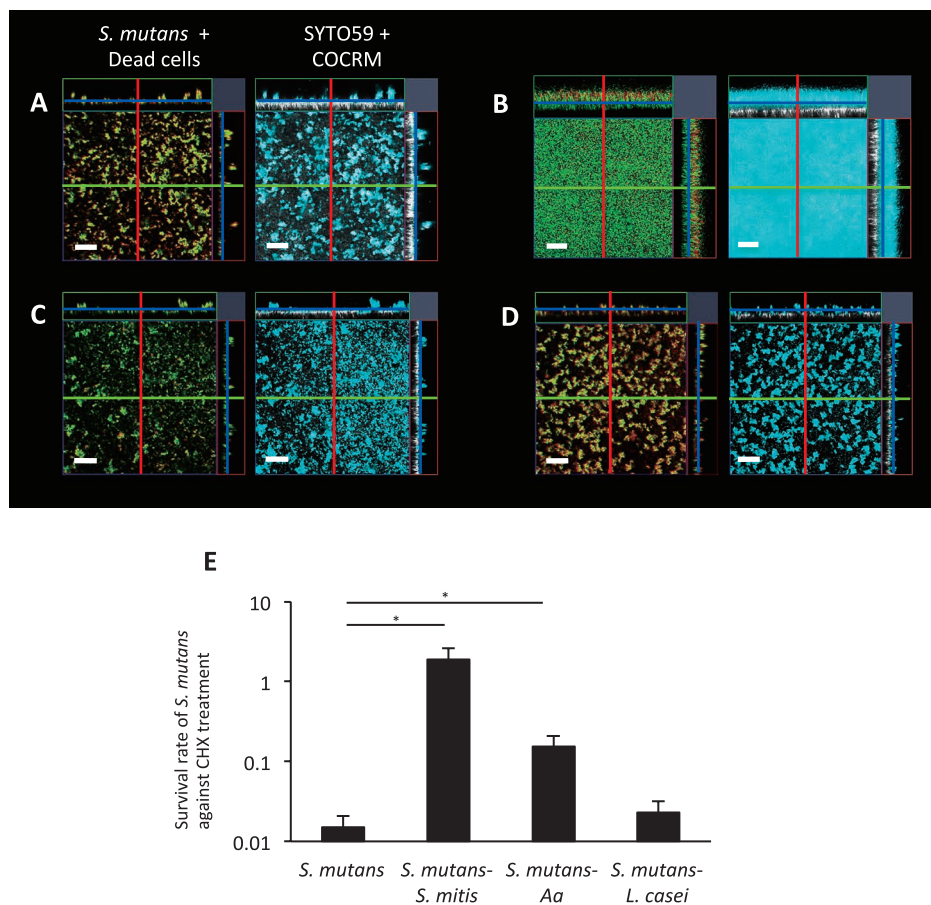 S. mutans +
Dead cells
SYTO59 +
COCRM
A
B
C
D
E
Survival rate of S. mutans
against CHX treatment
10
1
0.1
0.01
*
*
S. mutans
S. mutans-
S. mitis
S. mutans-
Aa
S. mutans-
L. casei